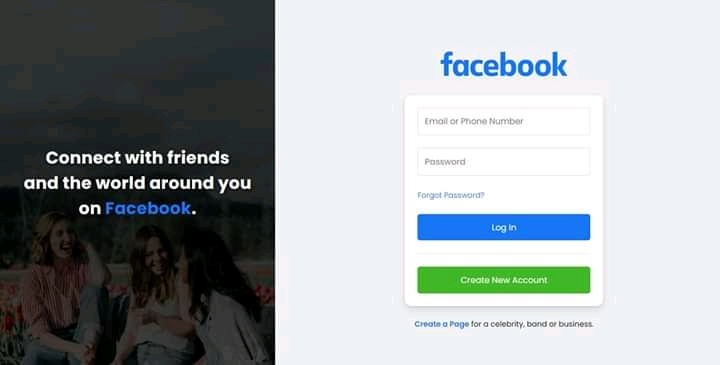 Connect with friends
and the world around you
on Facebook.
facebook
Email or Phone Number
Password
Forgot Password?
Log In
Create New Account
Create a Page for a celebrity, band or business.